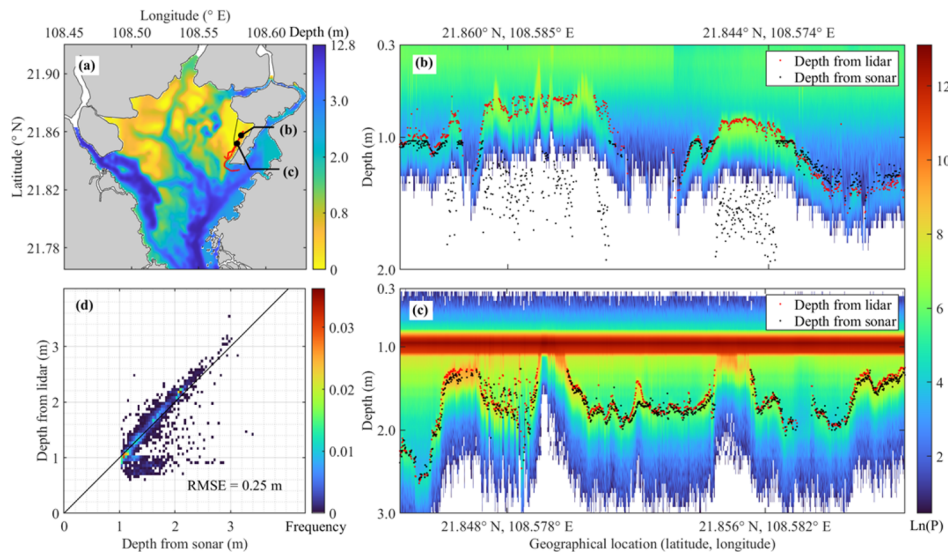 Longitude (° E)
108.45 108.50 108.55 108.60 Depth (m)
(a)
21.90
21.86
21.82
21.78
Latitude (° N)
(b)
(c)
12.8
3.0
2.0
1.4
0.8
0
21.860° N, 108.585° E 21.844° N, 108.574° E
(b)
Depth from lidar
Depth from sonar
0.3
1.0
2.0
Depth (m)
(c)
Depth from lidar
Depth from sonar
0.3
1.0
2.0
3.0
Depth (m)
21.848° N, 108.578° E 21.856° N, 108.582° E
Geographical location (latitude, longitude)
12
10
8
6
4
2
Ln(P)
(d)
3
2
1
0
Depth from lidar (m)
RMSE = 0.25 m
0 1 2 3
Depth from sonar (m)
0.03
0.02
0.01
0.00
Frequency